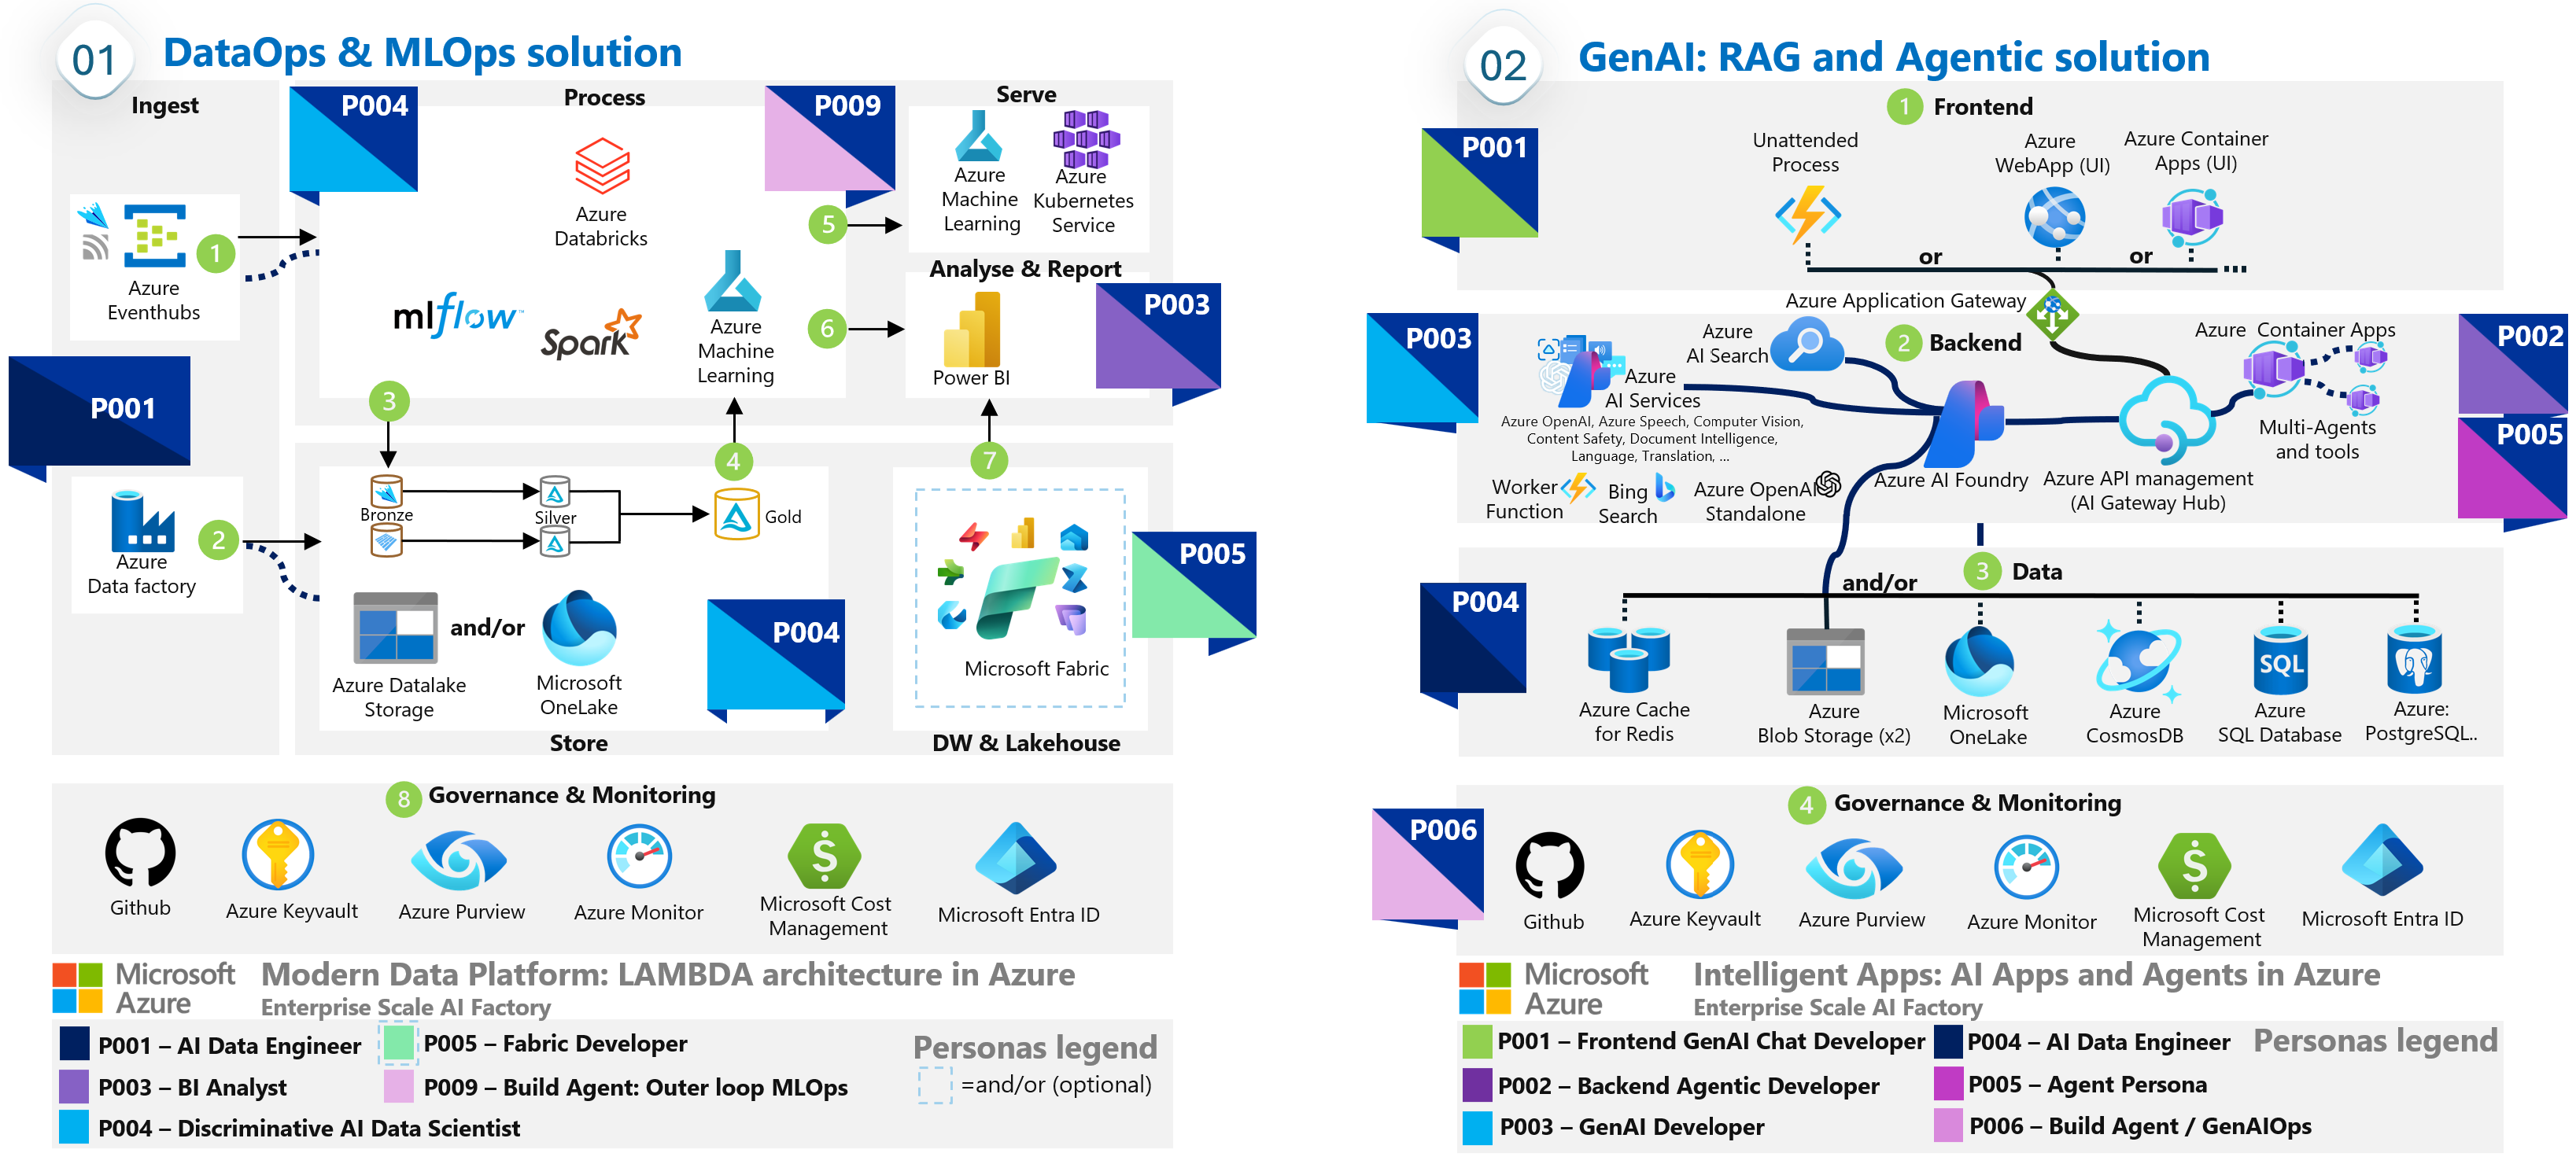 01
DataOps & MLOps solution
Ingest
P004
Process
P009
Serve
Azure
Databricks
Azure
Machine
Learning
Azure
Kubernetes
Service
1
5
Azure
Eventhubs
mlflow
Spark
Azure
Machine
Learning
6
Analyse & Report
P003
Power BI
P001
3
4
7
Bronze
Silver
Gold
2
Azure
Data factory
P005
and/or
P004
Azure Datalake
Storage
Microsoft
OneLake
Microsoft Fabric
Store
DW & Lakehouse
8
Governance & Monitoring
Github
Azure Keyvault
Azure Purview
Azure Monitor
Microsoft Cost
Management
Microsoft Entra ID
Microsoft
Azure
Modern Data Platform: LAMBDA architecture in Azure
Enterprise Scale AI Factory
P001 – AI Data Engineer
P005 – Fabric Developer
Personas legend
P003 – BI Analyst
P009 – Build Agent: Outer loop MLOps
=and/or (optional)
P004 – Discriminative AI Data Scientist
02
GenAI: RAG and Agentic solution
1
Frontend
P001
Unattended
Process
Azure
WebApp (UI)
Azure Container
Apps (UI)
or
or
Azure Application Gateway
P003
Azure
AI Search
2
Backend
Azure Container Apps
P002
Azure
AI Services
Azure OpenAI, Azure Speech, Computer Vision,
Content Safety, Document Intelligence,
Language, Translation, ...
Multi-Agents
and tools
P005
Worker
Function
Bing
Search
Azure OpenAI
Standalone
Azure AI Foundry
Azure API management
(AI Gateway Hub)
3
Data
and/or
P004
Azure Cache
for Redis
Azure
Blob Storage (x2)
Microsoft
OneLake
Azure
CosmosDB
SQL
Azure
SQL Database
Azure:
PostgreSQL..
4
Governance & Monitoring
P006
Github
Azure Keyvault
Azure Purview
Azure Monitor
Microsoft Cost
Management
Microsoft Entra ID
Microsoft
Azure
Intelligent Apps: AI Apps and Agents in Azure
Enterprise Scale AI Factory
P001 – Frontend GenAI Chat Developer
P004 – AI Data Engineer
Personas legend
P002 – Backend Agentic Developer
P005 – Agent Persona
P003 – GenAI Developer
P006 – Build Agent / GenAIOps